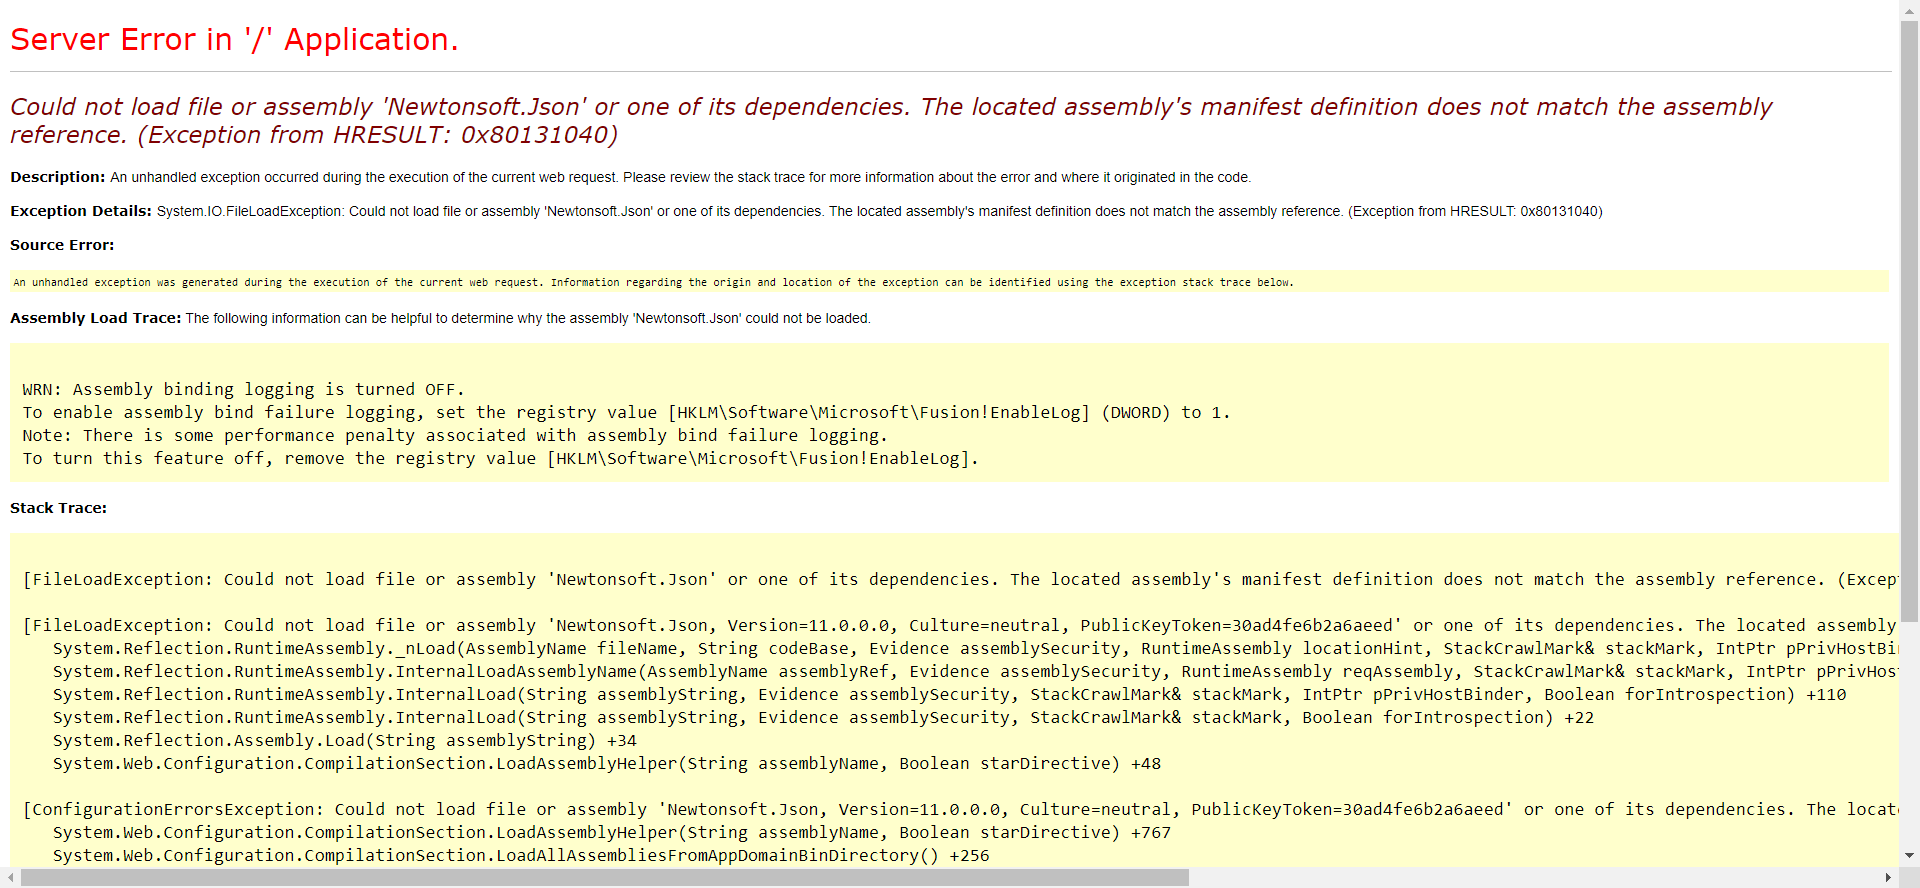 Server Error in '/' Application.
Could not load file or assembly 'Newtonsoft.Json' or one of its dependencies. The located assembly's manifest definition does not match the assembly
reference. (Exception from HRESULT: 0x80131040)
Description: An unhandled exception occurred during the execution of the current web request. Please review the stack trace for more information about the error and where it originated in the code.
Exception Details: System.IO.FileLoadException: Could not load file or assembly 'Newtonsoft.Json' or one of its dependencies. The located assembly's manifest definition does not match the assembly reference. (Exception from HRESULT: 0x80131040)
Source Error:
An unhandled exception was generated during the execution of the current web request. Information regarding the origin and location of the exception can be identified using the exception stack trace below.
Assembly Load Trace: The following information can be helpful to determine why the assembly 'Newtonsoft.Json' could not be loaded.
WRN: Assembly binding logging is turned OFF.
To enable assembly bind failure logging, set the registry value [HKLM\Software\Microsoft\Fusion!EnableLog] (DWORD) to 1.
Note: There is some performance penalty associated with assembly bind failure logging.
To turn this feature off, remove the registry value [HKLM\Software\Microsoft\Fusion!EnableLog].
Stack Trace:
[FileLoadException: Could not load file or assembly 'Newtonsoft.Json' or one of its dependencies. The located assembly's manifest definition does not match the assembly reference. (Excep
[FileLoadException: Could not load file or assembly 'Newtonsoft.Json, Version=11.0.0.0, Culture=neutral, PublicKeyToken=30ad4fe6b2a6aeed' or one of its dependencies. The located assembly
System.Reflection.RuntimeAssembly._nLoad(AssemblyName fileName, String codeBase, Evidence assemblySecurity, RuntimeAssembly locationHint, StackCrawlMark& stackMark, IntPtr pPrivHostBi
System.Reflection.RuntimeAssembly.InternalLoadAssemblyName(AssemblyName assemblyRef, Evidence assemblySecurity, RuntimeAssembly reqAssembly, StackCrawlMark& stackMark, IntPtr pPrivHos
System.Reflection.RuntimeAssembly.InternalLoad(String assemblyString, Evidence assemblySecurity, StackCrawlMark& stackMark, IntPtr pPrivHostBinder, Boolean forIntrospection) +110
System.Reflection.RuntimeAssembly.InternalLoad(String assemblyString, Evidence assemblySecurity, StackCrawlMark& stackMark, Boolean forIntrospection) +22
System.Reflection.Assembly.Load(String assemblyString) +34
System.Web.Configuration.CompilationSection.LoadAssemblyHelper(String assemblyName, Boolean starDirective) +48
[ConfigurationErrorsException: Could not load file or assembly 'Newtonsoft.Json, Version=11.0.0.0, Culture=neutral, PublicKeyToken=30ad4fe6b2a6aeed' or one of its dependencies. The locat
System.Web.Configuration.CompilationSection.LoadAssemblyHelper(String assemblyName, Boolean starDirective) +767
System.Web.Configuration.CompilationSection.LoadAllAssembliesFromAppDomainBinDirectory() +256